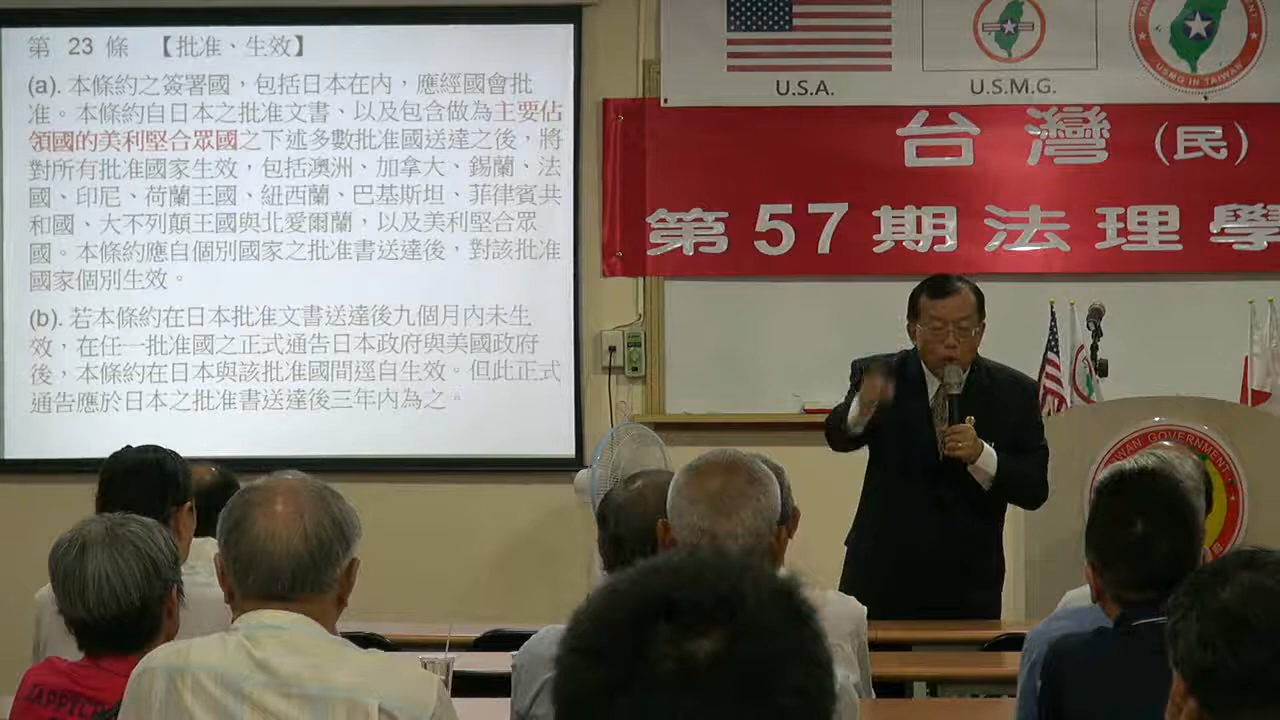 第 23 條 【批准、生效】
(a). 本條約之簽署國，包括日本在內，應經國會批
准。本條約自日本之批准文書、以及包含做為主要佔
領國的美利堅合眾國之下述多數批准國送達之後，將
對所有批准國家生效，包括澳洲、加拿大、錫蘭、法
國、印尼、荷蘭王國、紐西蘭、巴基斯坦、菲律賓共
和國、大不列顛王國與北愛爾蘭，以及美利堅合眾
國。本條約應自個別國家之批准書送達後，對該批准
國家個別生效。
(b). 若本條約在日本批准文書送達後九個月內未生
效，在任一批准國之正式通告日本政府與美國政府
後，本條約在日本與該批准國間逕自生效。但此正式
通告應於日本之批准書送達後三年內為之。
U.S.A.
U.S.M.G.
USMG IN TAIWAN
台灣(民)
第57期法理學
TAIWAN GOVERNMENT